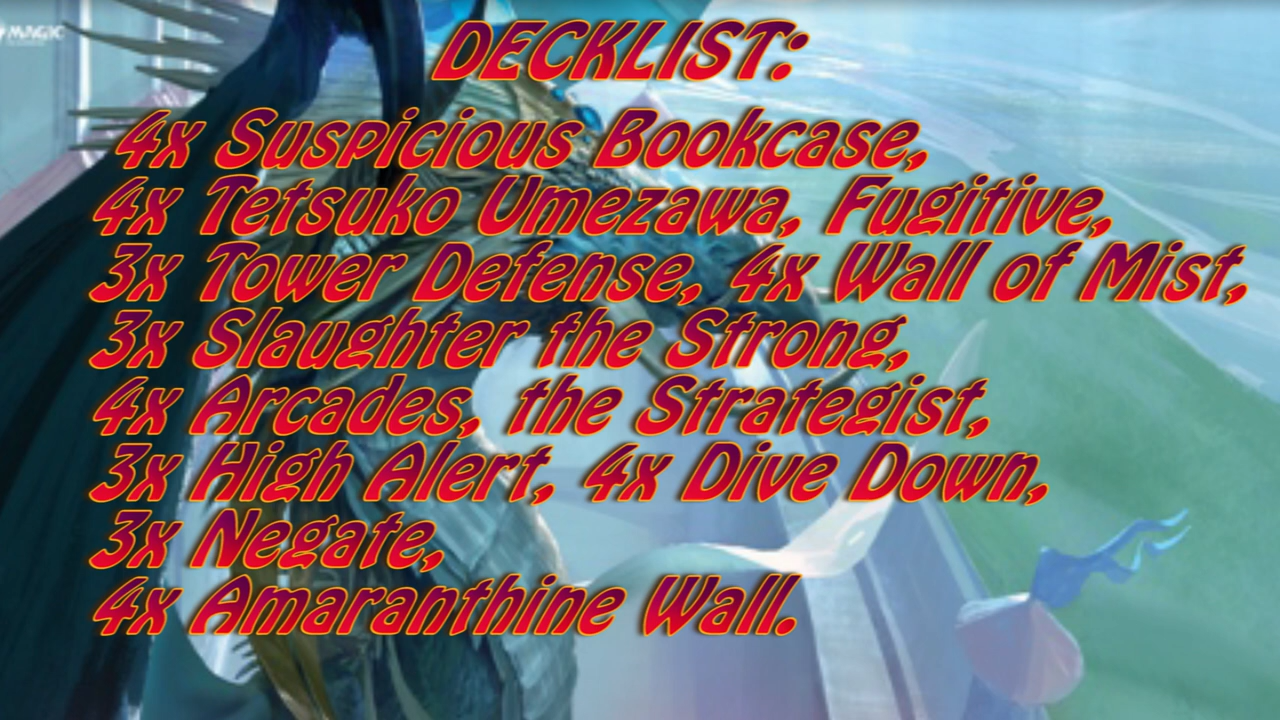 MAGIC
DECKLIST:
4x Suspicious Bookcase,
4x Tetsuko Umezawa, Fugitive,
3x Tower Defense, 4x Wall of Mist,
3x Slaughter the Strong,
4x Arcades, the Strategist,
3x High Alert, 4x Dive Down,
3x Negate,
4x Amaranthine Wall.